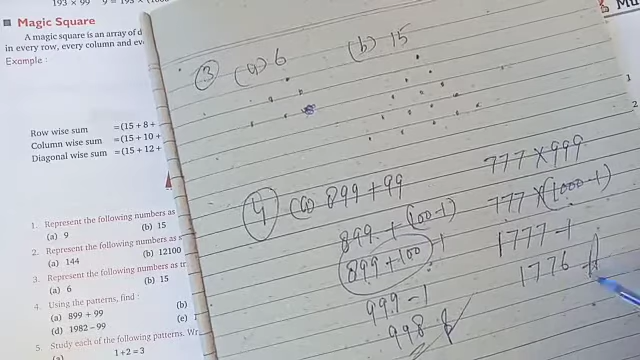 193 × 99
Magic Square
A magic square is an array of d
in every row, every column and eve
Example :
Row wise sum = (15 + 8 +
Column wise sum = (15 + 10 +
Diagonal wise sum = (15 + 12 +
1. Represent the following numbers as
(a) 9 (b) 15
2. Represent the following numbers as s
(a) 144 (b) 12100
3. Represent the following numbers as tr
(a) 6 (b) 15
4. Using the patterns, find :
(a) 899 + 99 (b)
(d) 1982 – 99 (e)
5. Study each of the following patterns. Wr
(a) 1 + 2 = 3
3 (a) 6 (b) 15
4 (a) 899 + 99
899 + (100 - 1)
899 + 100 - 1
999 - 1
998
777 × 999
777 × (1000 - 1)
1777 - 1
1776
Mu
1
2